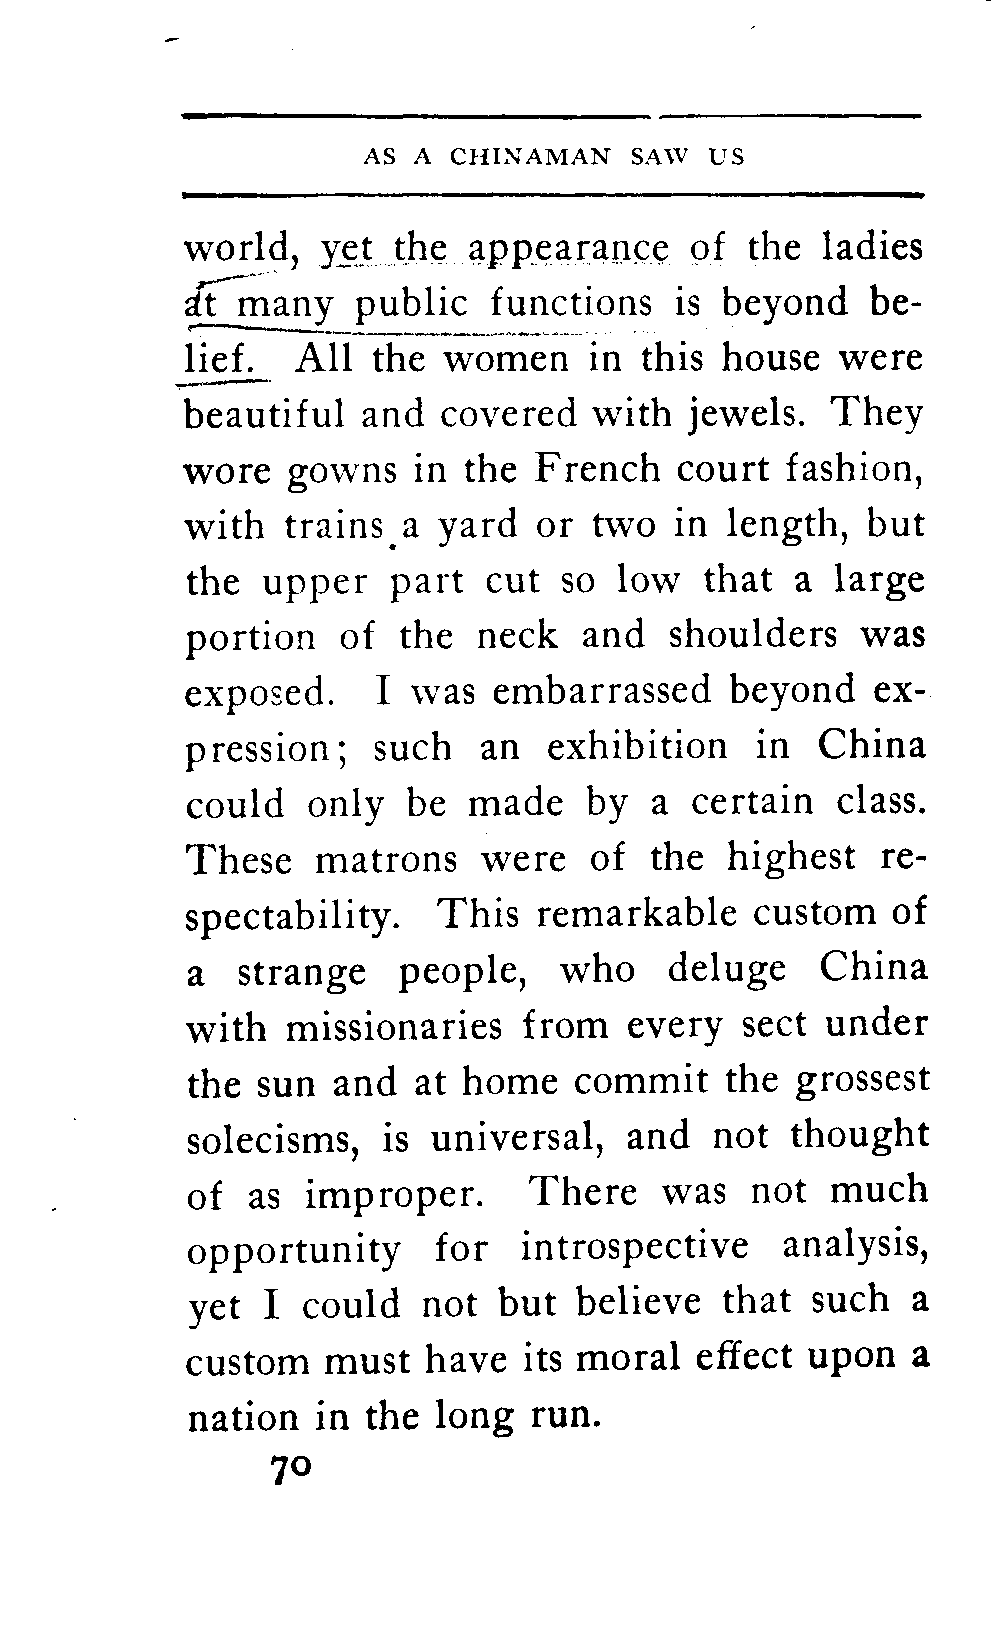 AS A CHINAMAN SAW US
world, yet the appearance of the ladies
at many public functions is beyond be-
lief. All the women in this house were
beautiful and covered with jewels. They
wore gowns in the French court fashion,
with trains a yard or two in length, but
the upper part cut so low that a large
portion of the neck and shoulders was
exposed. I was embarrassed beyond ex-
pression; such an exhibition in China
could only be made by a certain class.
These matrons were of the highest re-
spectability. This remarkable custom of
a strange people, who deluge China
with missionaries from every sect under
the sun and at home commit the grossest
solecisms, is universal, and not thought
of as improper. There was not much
opportunity for introspective analysis,
yet I could not but believe that such a
custom must have its moral effect upon a
nation in the long run.
70